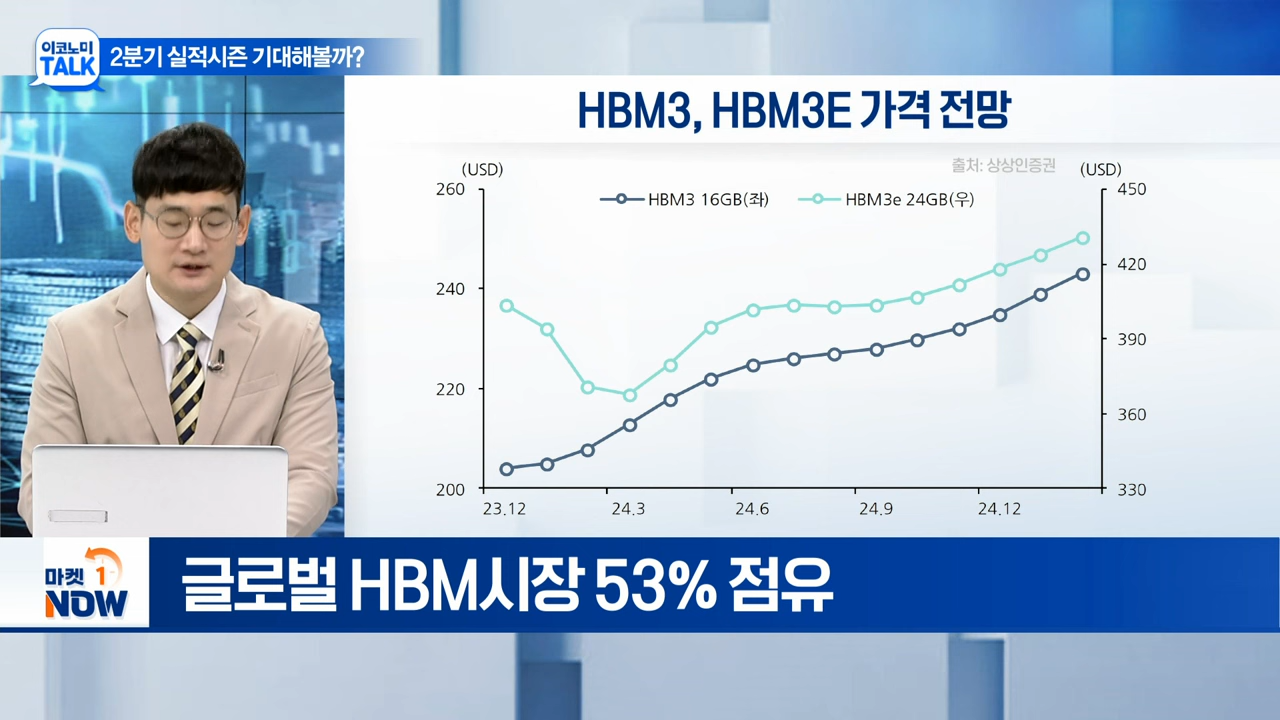 이코노미
TALK
2분기 실적시즌 기대해볼까?
HBM3, HBM3E 가격 전망
출처: 상상인증권
(USD)
(USD)
HBM3 16GB(좌)
HBM3e 24GB(우)
260
240
220
200
450
420
390
360
330
23.12
24.3
24.6
24.9
24.12
마켓 1
NOW
글로벌 HBM시장 53% 점유